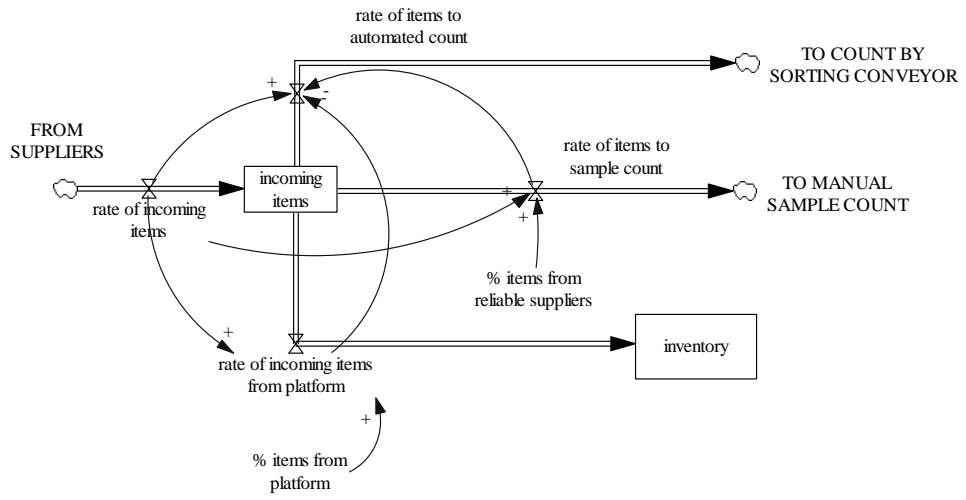 rate of items to
automated count
TO COUNT BY
SORTING CONVEYOR
+
-
-
FROM
SUPPLIERS
rate of items to
sample count
incoming
items
+
TO MANUAL
SAMPLE COUNT
rate of incoming
items
+
% items from
reliable suppliers
+
inventory
rate of incoming items
from platform
+
% items from
platform